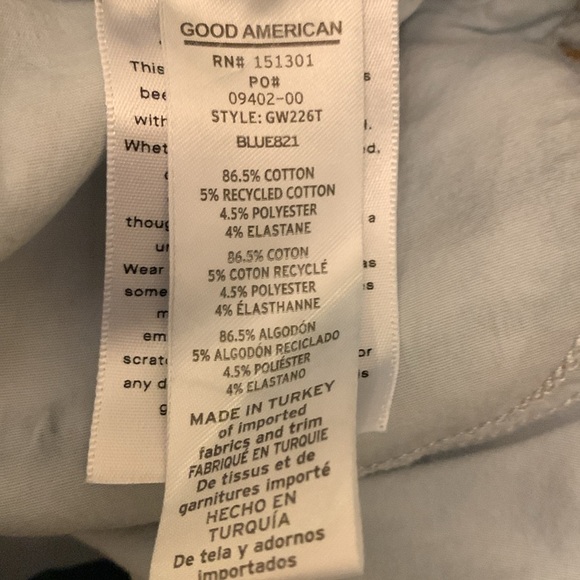 GOOD AMERICAN
RN# 151301
PO#
09402-00
STYLE: GW226T
BLUE821
86.5% COTTON
5% RECYCLED COTTON
4.5% POLYESTER
4% ELASTANE
86.5% COTON
5% COTON RECYCLÉ
4.5% POLYESTER
4% ÉLASTHANNE
86.5% ALGODÓN
5% ALGODÓN RECICLADO
4.5% POLIÉSTER
4% ELASTANO
MADE IN TURKEY
of imported
fabrics and trim
FABRIQUÉ EN TURQUIE
De tissus et de
garnitures importé
HECHO EN
TURQUÍA
De tela y adornos
importados
This
with
Wear
some
any